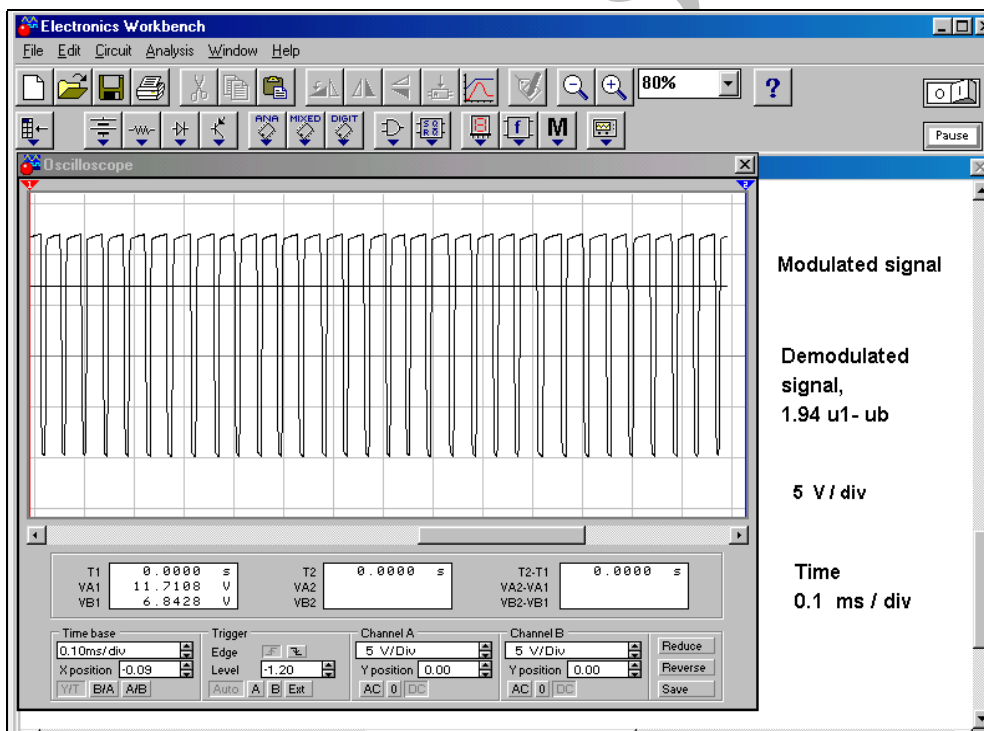 Electronics Workbench
File Edit Circuit Analysis Window Help
80% ?
ANA MIXED DIGIT
M
Pause
Oscilloscope
1 2
Modulated signal
Demodulated
signal,
1.94 u1- ub
5 V / div
Time
0.1 ms / div
T1 0.0000 s T2 0.0000 s T2-T1 0.0000 s
VA1 11.7108 V VA2 VA2-VA1
VB1 6.8428 V VB2 VB2-VB1
Time base Trigger Channel A Channel B
0.10ms/div Edge 5 V/Div 5 V/Div Reduce
X position -0.09 Level -1.20 Y position 0.00 Y position 0.00 Reverse
Y/T B/A A/B Auto A B Ext AC 0 DC AC 0 DC Save